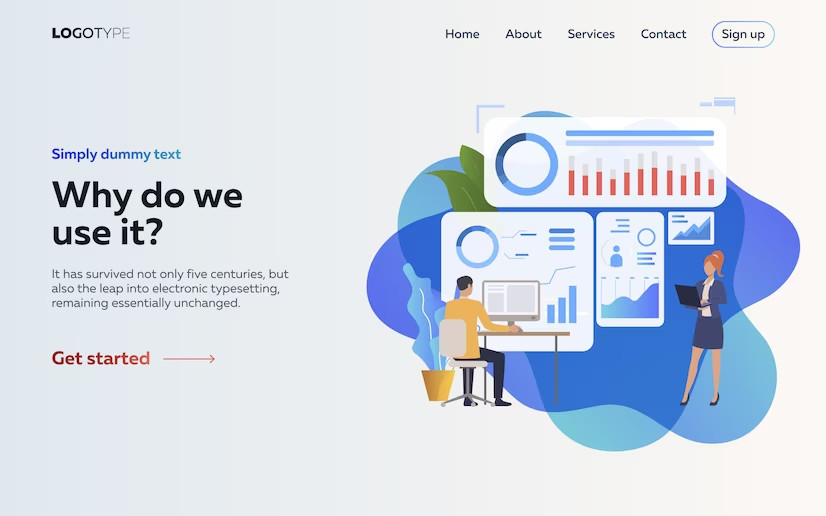 LOGOTYPE
Home
About
Services
Contact
Sign up
Simply dummy text
Why do we
use it?
It has survived not only five centuries, but
also the leap into electronic typesetting,
remaining essentially unchanged.
Get started